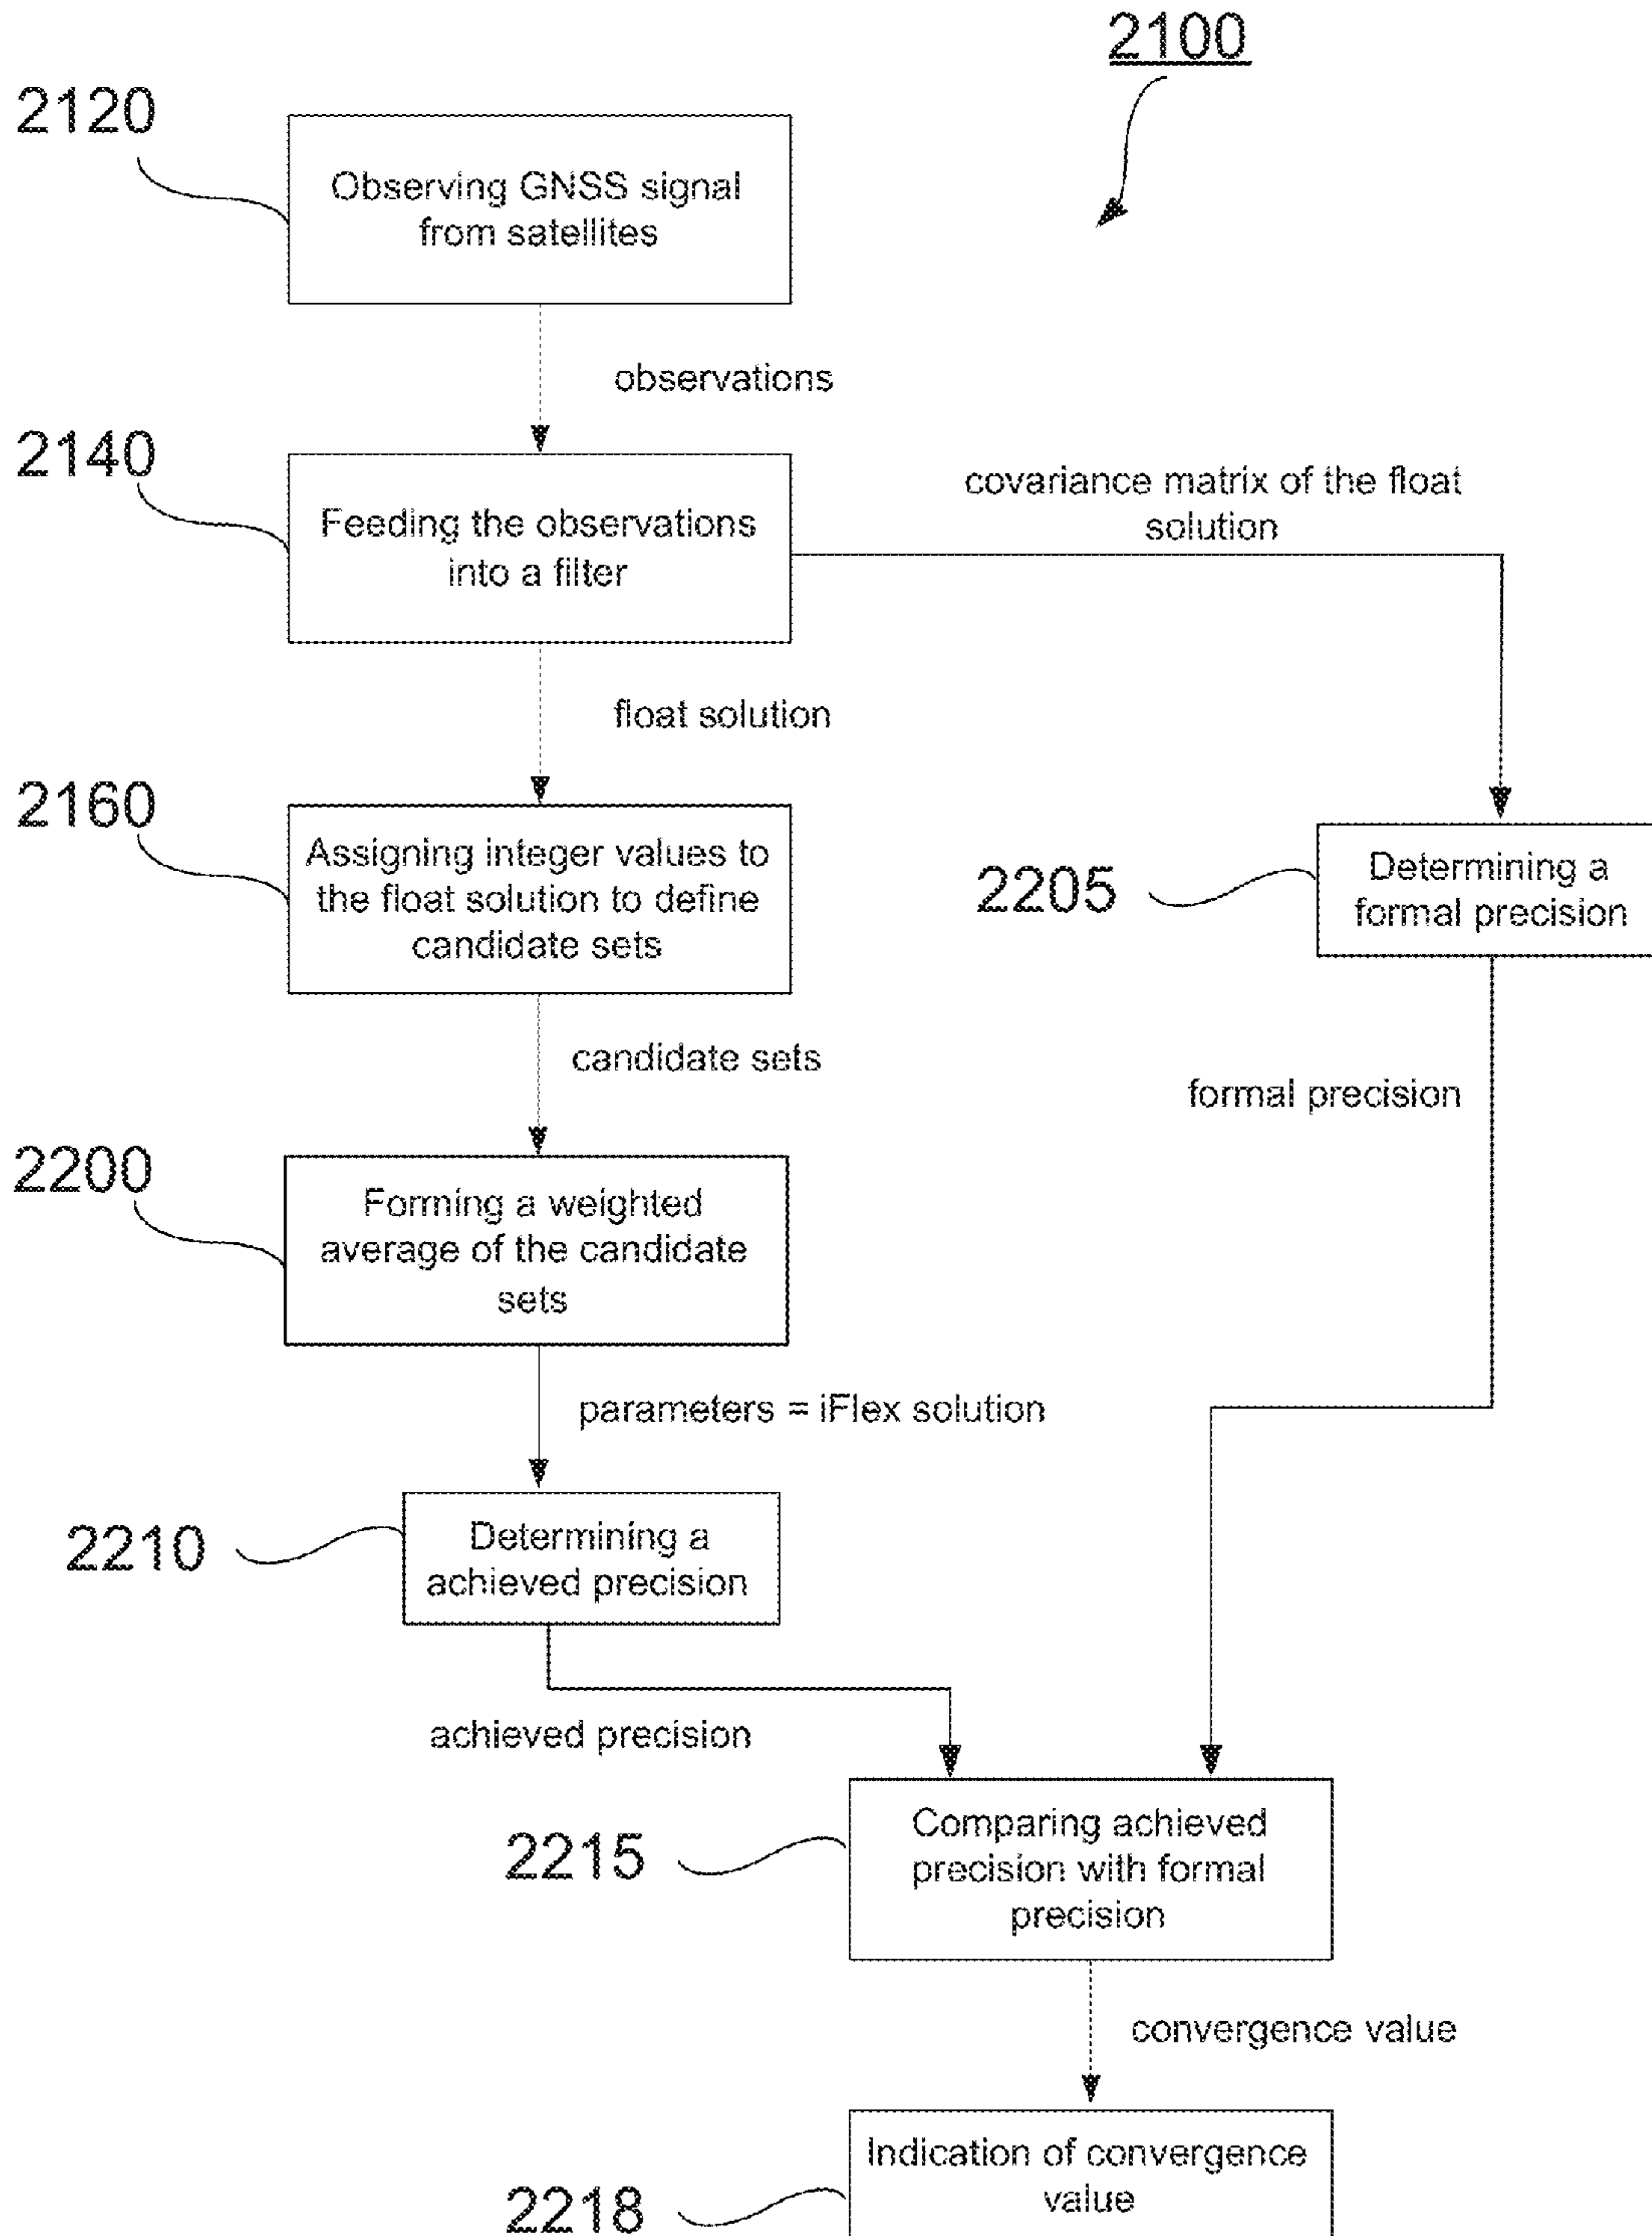 2100
2120
Observing GNSS signal
from satellites
observations
2140
Feeding the observations
into a filter
covariance matrix of the float
solution
float solution
2160
Assigning integer values to
the float solution to define
candidate sets
2205
Determining a
formal precision
candidate sets
formal precision
2200
Forming a weighted
average of the candidate
sets
parameters = iFlex solution
2210
Determining a
achieved precision
achieved precision
2215
Comparing achieved
precision with formal
precision
convergence value
2218
Indication of convergence
value